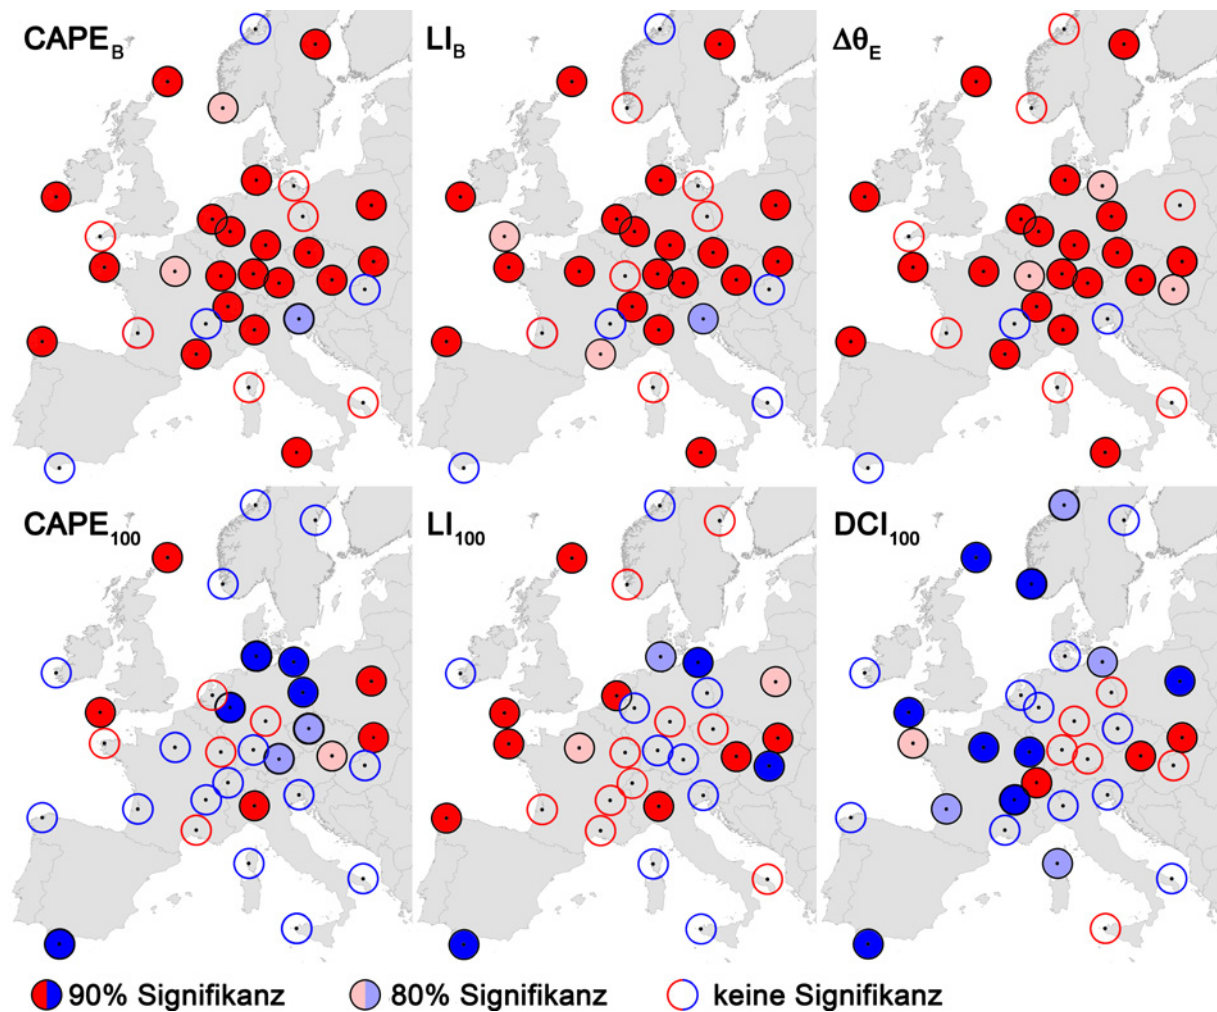 CAPE_B LI_B Δθ_E
CAPE_100 LI_100 DCI_100
90% Signifikanz 80% Signifikanz keine Signifikanz